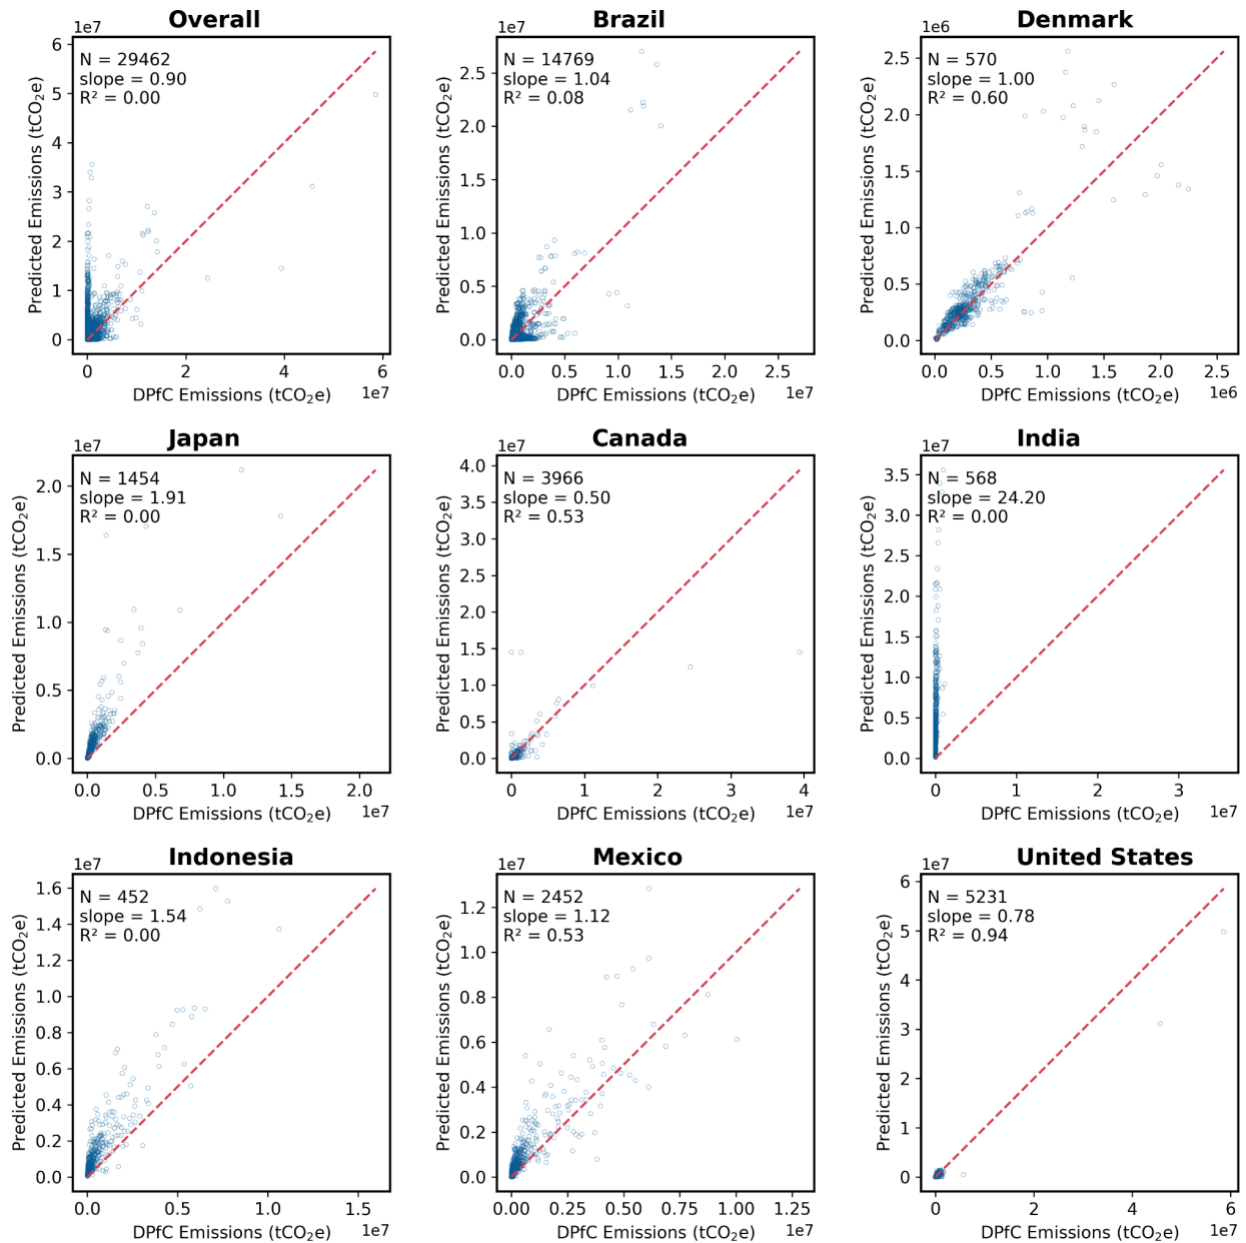 Overall
1e7
N = 29462
slope = 0.90
R² = 0.00
Predicted Emissions (tCO₂e)
6
5
4
3
2
1
0
0 2 4 6
DPfC Emissions (tCO₂e)
1e7
Brazil
1e7
N = 14769
slope = 1.04
R² = 0.08
Predicted Emissions (tCO₂e)
2.5
2.0
1.5
1.0
0.5
0.0
0.0 0.5 1.0 1.5 2.0 2.5
DPfC Emissions (tCO₂e)
1e7
Denmark
1e6
N = 570
slope = 1.00
R² = 0.60
Predicted Emissions (tCO₂e)
2.5
2.0
1.5
1.0
0.5
0.0
0.0 0.5 1.0 1.5 2.0 2.5
DPfC Emissions (tCO₂e)
1e6
Japan
1e7
N = 1454
slope = 1.91
R² = 0.00
Predicted Emissions (tCO₂e)
2.0
1.5
1.0
0.5
0.0
0.0 0.5 1.0 1.5 2.0
DPfC Emissions (tCO₂e)
1e7
Canada
1e7
N = 3966
slope = 0.50
R² = 0.53
Predicted Emissions (tCO₂e)
4.0
3.5
3.0
2.5
2.0
1.5
1.0
0.5
0.0
0 1 2 3 4
DPfC Emissions (tCO₂e)
1e7
India
1e7
N = 568
slope = 24.20
R² = 0.00
Predicted Emissions (tCO₂e)
3.5
3.0
2.5
2.0
1.5
1.0
0.5
0.0
0 1 2 3
DPfC Emissions (tCO₂e)
1e7
Indonesia
1e7
N = 452
slope = 1.54
R² = 0.00
Predicted Emissions (tCO₂e)
1.6
1.4
1.2
1.0
0.8
0.6
0.4
0.2
0.0
0.0 0.5 1.0 1.5
DPfC Emissions (tCO₂e)
1e7
Mexico
1e7
N = 2452
slope = 1.12
R² = 0.53
Predicted Emissions (tCO₂e)
1.2
1.0
0.8
0.6
0.4
0.2
0.0
0.00 0.25 0.50 0.75 1.00 1.25
DPfC Emissions (tCO₂e)
1e7
United States
1e7
N = 5231
slope = 0.78
R² = 0.94
Predicted Emissions (tCO₂e)
6
5
4
3
2
1
0
0 2 4 6
DPfC Emissions (tCO₂e)
1e7